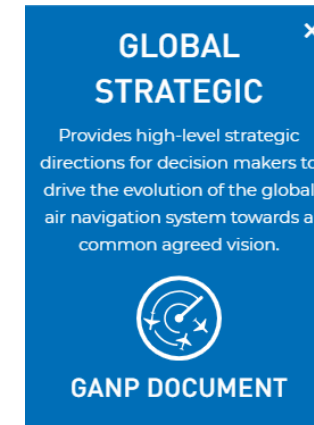 GLOBAL
STRATEGIC
Provides high-level strategic
directions for decision makers to
drive the evolution of the global
air navigation system towards a
common agreed vision.
GANP DOCUMENT